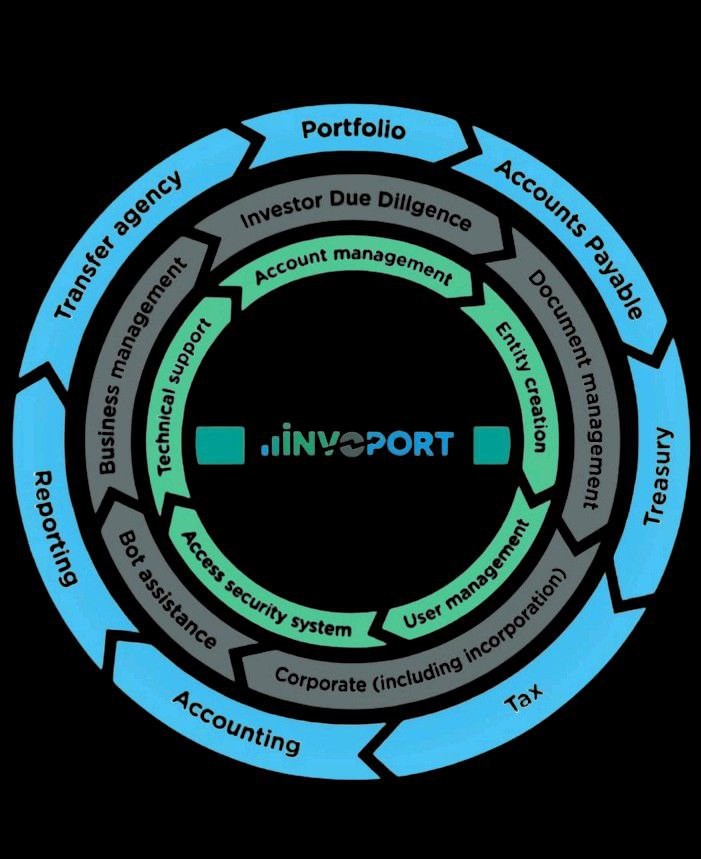 Portfolio
Accounts Payable
Treasury
Tax
Accounting
Reporting
Transfer agency
Investor Due Dillgence
Document management
Corporate (including incorporation)
Bot assistance
Business management
Account management
Entity creation
User management
Access security system
Technical support
INVOPORT